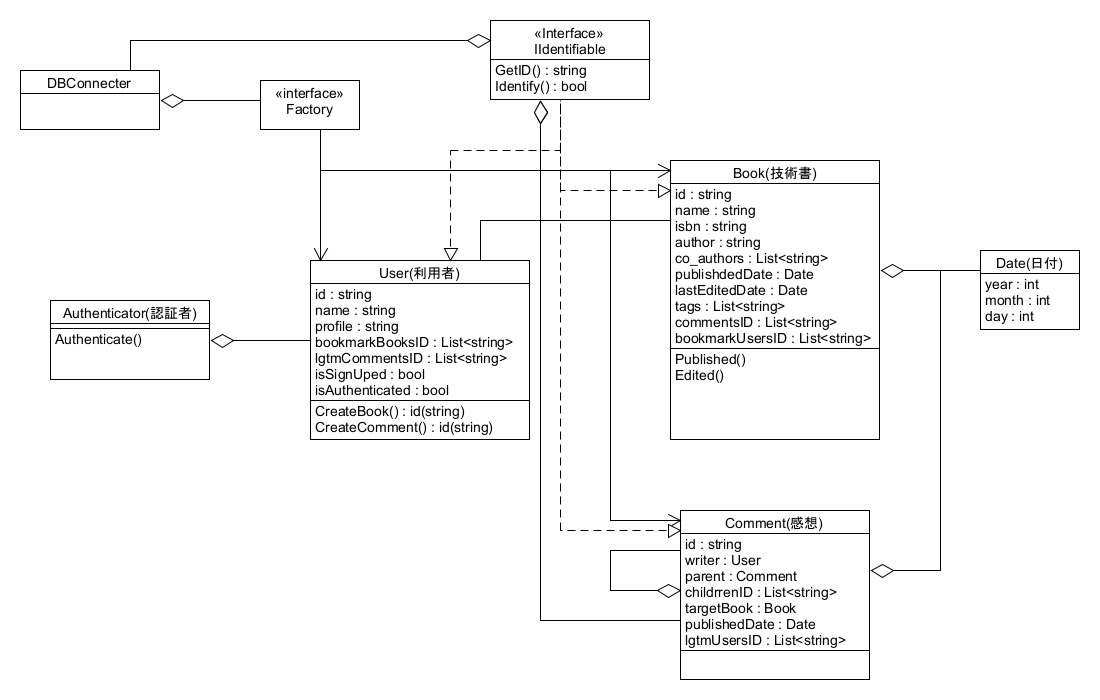 «Interface»
IIdentifiable
GetID() : string
Identify() : bool
DBConnecter
«interface»
Factory
Book(技術書)
id : string
name : string
isbn : string
author : string
co_authors : List<string>
publishdedDate : Date
lastEditedDate : Date
tags : List<string>
commentsID : List<string>
bookmarkUsersID : List<string>
Published()
Edited()
Date(日付)
year : int
month : int
day : int
User(利用者)
id : string
name : string
profile : string
bookmarkBooksID : List<string>
lgtmCommentsID : List<string>
isSignUped : bool
isAuthenticated : bool
CreateBook() : id(string)
CreateComment() : id(string)
Authenticator(認証者)
Authenticate()
Comment(感想)
id : string
writer : User
parent : Comment
childrrenID : List<string>
targetBook : Book
publishedDate : Date
lgtmUsersID : List<string>